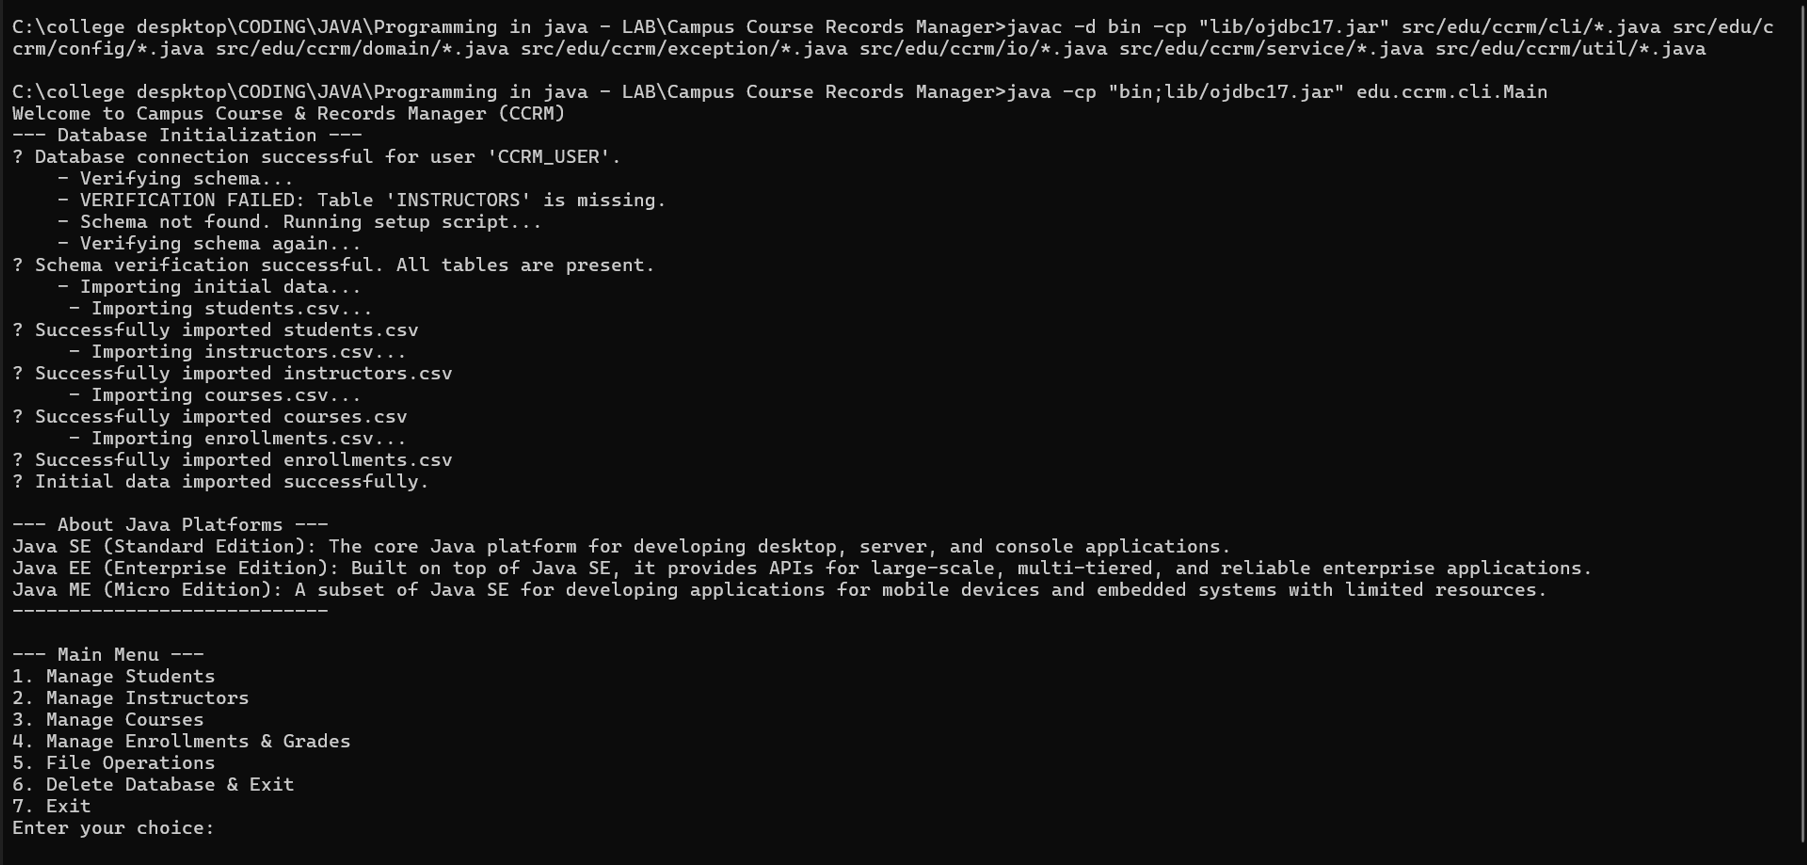 C:\college despktop\CODING\JAVA\Programming in java - LAB\Campus Course Records Manager>javac -d bin -cp "lib/ojdbc17.jar" src/edu/ccrm/cli/*.java src/edu/c
crm/config/*.java src/edu/ccrm/domain/*.java src/edu/ccrm/exception/*.java src/edu/ccrm/io/*.java src/edu/ccrm/service/*.java src/edu/ccrm/util/*.java

C:\college despktop\CODING\JAVA\Programming in java - LAB\Campus Course Records Manager>java -cp "bin;lib/ojdbc17.jar" edu.ccrm.cli.Main
Welcome to Campus Course & Records Manager (CCRM)
--- Database Initialization ---
? Database connection successful for user 'CCRM_USER'.
    - Verifying schema...
    - VERIFICATION FAILED: Table 'INSTRUCTORS' is missing.
    - Schema not found. Running setup script...
    - Verifying schema again...
? Schema verification successful. All tables are present.
    - Importing initial data...
     - Importing students.csv...
? Successfully imported students.csv
     - Importing instructors.csv...
? Successfully imported instructors.csv
     - Importing courses.csv...
? Successfully imported courses.csv
     - Importing enrollments.csv...
? Successfully imported enrollments.csv
? Initial data imported successfully.

--- About Java Platforms ---
Java SE (Standard Edition): The core Java platform for developing desktop, server, and console applications.
Java EE (Enterprise Edition): Built on top of Java SE, it provides APIs for large-scale, multi-tiered, and reliable enterprise applications.
Java ME (Micro Edition): A subset of Java SE for developing applications for mobile devices and embedded systems with limited resources.
----------------------------

--- Main Menu ---
1. Manage Students
2. Manage Instructors
3. Manage Courses
4. Manage Enrollments & Grades
5. File Operations
6. Delete Database & Exit
7. Exit
Enter your choice: